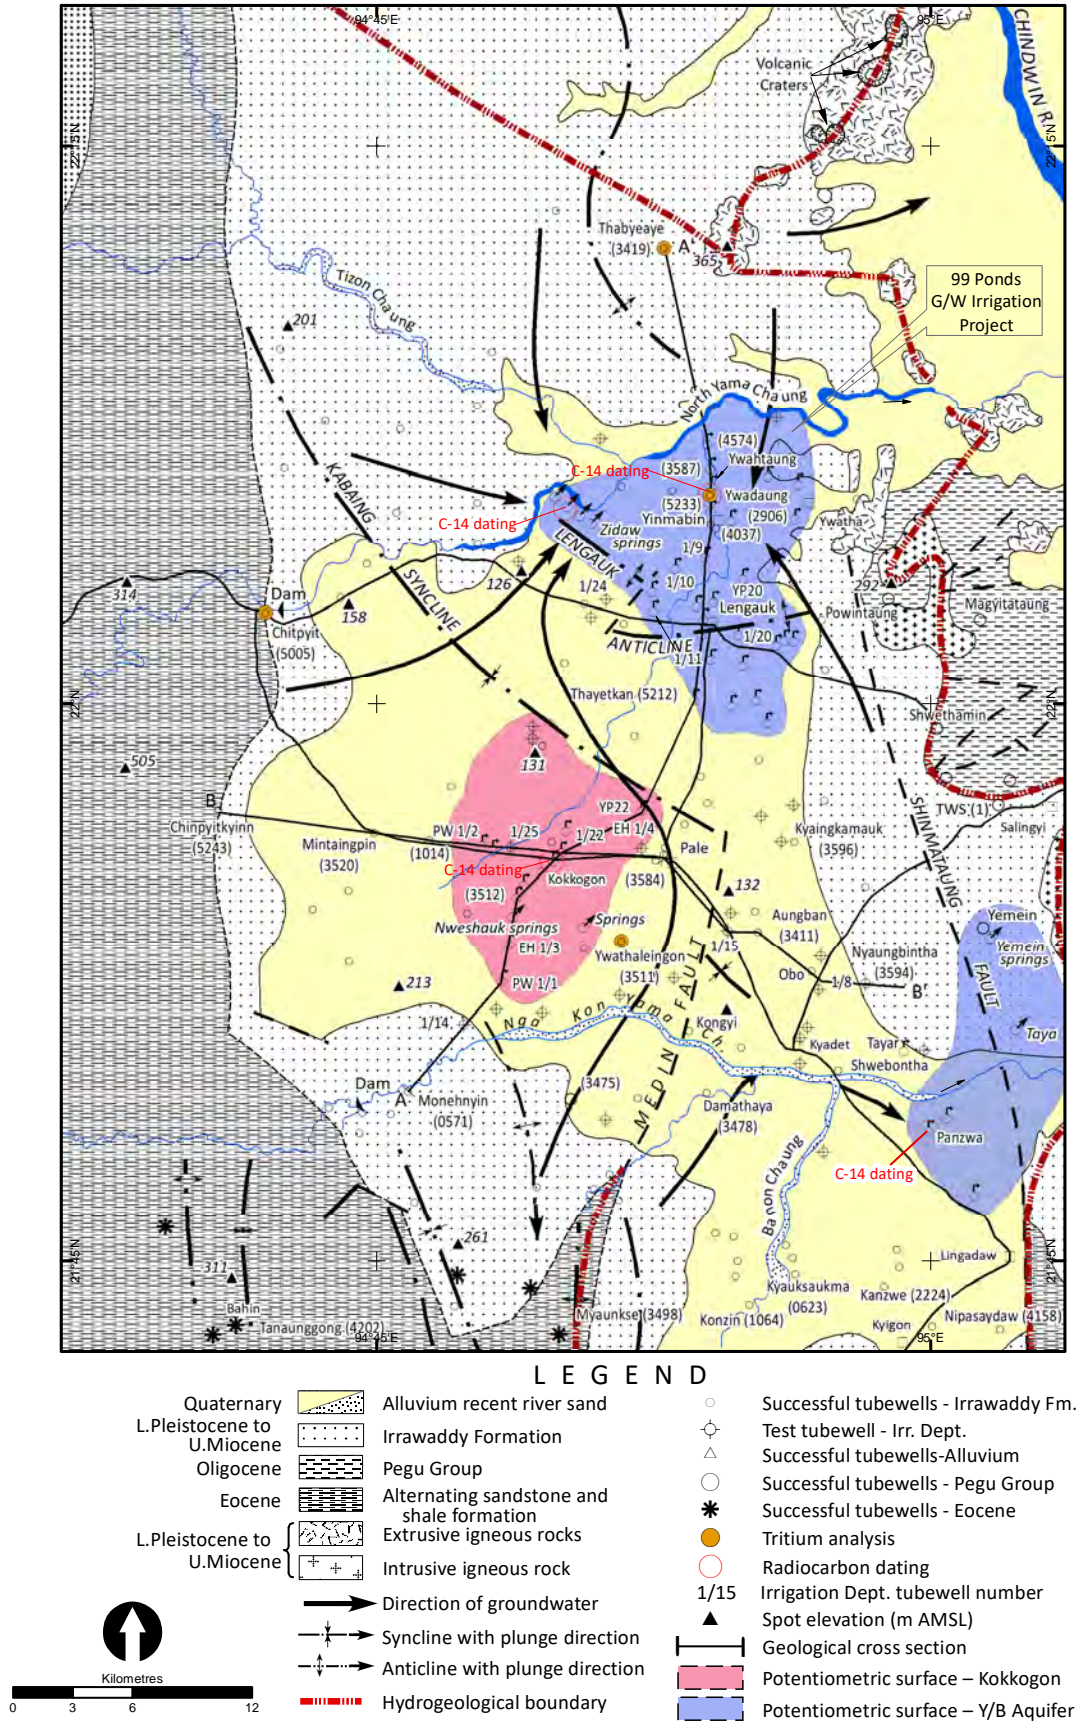 94°45'E
95°E
CHINDWIN R.
Volcanic
Craters
22°15'N
22°15'N
Thabyeaye
(3419)
A'
365
Tizon Chaung
99 Ponds
G/W Irrigation
Project
201
North Yama Chaung
KABAING
SYNCLINE
(4574)
Ywahtaung
(3587)
C-14 dating
Ywadaung
(5233)
(2906)
Yinmabin
(4037)
Ywatha
C-14 dating
Zidaw
springs
1/9
LENGAUK
ANTICLINE
314
126
1/24
1/10
YP20
292
Magyitataung
Dam
158
Lengauk
Powintaung
Chitpyit
(5005)
1/20
1/11
22°N
22°N
Thayetkan (5212)
Shwethamin
505
131
B
YP22
TWS (1)
Chinpyitkyinn
(5243)
PW 1/2
1/25
1/22
EH 1/4
Kyaingkamauk
(3596)
Salingyi
Mintaingpin
(3520)
(1014)
Pale
C-14 dating
Kokkogon
(3584)
SHINMATAUNG
FAULT
(3512)
132
Nweshauk springs
Springs
Aungban
(3411)
Yemein
Yemein
springs
EH 1/3
Ywathaleingon
(3511)
1/15
Nyaungbintha
(3594)
Obo
213
PW 1/1
1/8
B'
Nga Kon Yama Ch.
1/14
Kongyi
Taya
MEDIN FAULT
Kyadet
Tayar
Shwebontha
Dam
A
Monehnyin
(0571)
(3475)
Damathaya
(3478)
Panzwa
Banon Chaung
C-14 dating
261
21°45'N
21°45'N
Lingadaw
311
Kyauksaukma
(0623)
Kanzwe (2224)
Bahin
Tanaunggong (4202)
Myaunkse (3498)
Konzin (1064)
Nipasaydaw (4158)
Kyigon
94°45'E
95°E
LEGEND
Quaternary
Alluvium recent river sand
L.Pleistocene to
U.Miocene
Irrawaddy Formation
Oligocene
Pegu Group
Eocene
Alternating sandstone and
shale formation
L.Pleistocene to
U.Miocene
Extrusive igneous rocks
Intrusive igneous rock
Direction of groundwater
Syncline with plunge direction
Anticline with plunge direction
Hydrogeological boundary
Successful tubewells - Irrawaddy Fm.
Test tubewell - Irr. Dept.
Successful tubewells-Alluvium
Successful tubewells - Pegu Group
Successful tubewells - Eocene
Tritium analysis
Radiocarbon dating
1/15 Irrigation Dept. tubewell number
Spot elevation (m AMSL)
Geological cross section
Potentiometric surface – Kokkogon
Potentiometric surface – Y/B Aquifer
Kilometres
0 3 6 12